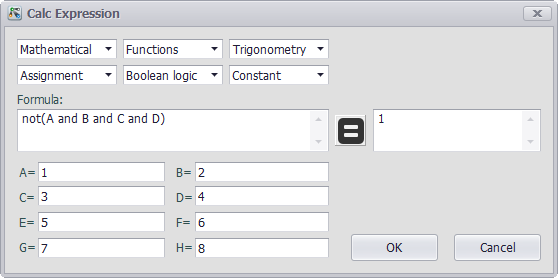 Calc Expression
Mathematical Functions Trigonometry
Assignment Boolean logic Constant
Formula:
not(A and B and C and D) = 1
A= 1 B= 2
C= 3 D= 4
E= 5 F= 6
G= 7 H= 8 OK Cancel